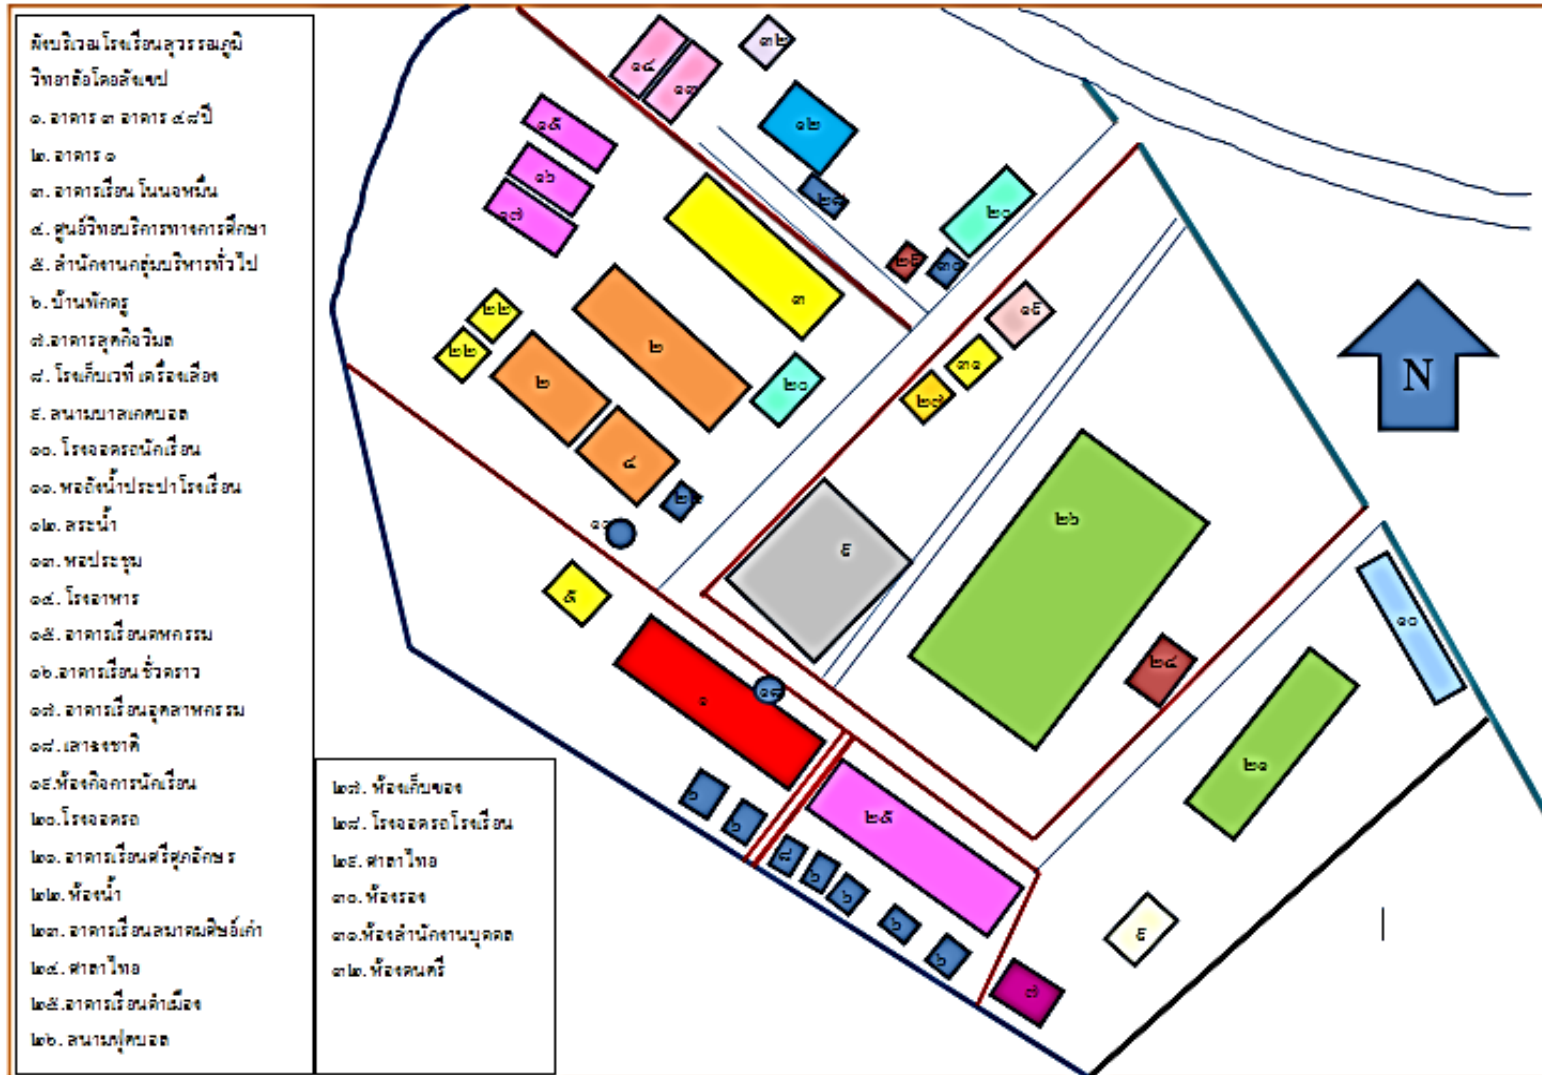 ผังบริเวณโรงเรียนสุวรรณภูมิ
วิทยาลัยโดยสังเขป
๑. อาคาร ๓ อาคาร ๔๘ปี
๒. อาคาร ๑
๓. อาคารเรียน โนนจหมื่น
๔. ศูนย์วิทยบริการทางการศึกษา
๕. สำนักงานกลุ่มบริหารทั่วไป
๖. บ้านพักครู
๗.อาคารสุคกิจวิมล
๘. โรงเก็บเวที เครื่องเสียง
๙. สนามบาสเกตบอล
๑๐. โรงจอดรถนักเรียน
๑๑. หอถังน้ำประปาโรงเรียน
๑๒. สระน้ำ
๑๓. หอประชุม
๑๔. โรงอาหาร
๑๕. อาคารเรียนคหกรรม
๑๖.อาคารเรียนชั่วคราว
๑๗. อาคารเรียนอุตสาหกรรม
๑๘. เสาธงชาติ
๑๙.ห้องกิจการนักเรียน
๒๐.โรงจอดรถ
๒๑. อาคารเรียนศรีศุภอักษร
๒๒. ห้องน้ำ
๒๓. อาคารเรียนสมาคมศิษย์เก่า
๒๔. ศาลาไทย
๒๕.อาคารเรียนดำเมือง
๒๖. สนามฟุตบอล
๒๗. ห้องเก็บของ
๒๘. โรงจอดรถโรงเรียน
๒๙. ศาลาไทย
๓๐. ห้องรอง
๓๑.ห้องสำนักงานบุคคล
๓๒. ห้องดนตรี
๑๔
๑๓
๓๒
๑๕
๑๒
๑๖
๑๗
๒๐
๓๐
๓
๑๙
๒๒
๒
๓๑
๒๒
๒
๒๐
๒๗
N
๔
๒๖
๙
๕
๑๐
๒๔
๑
๑๘
๒๑
๖
๖
๒๕
๖
๖
๖
๖
๙
๗